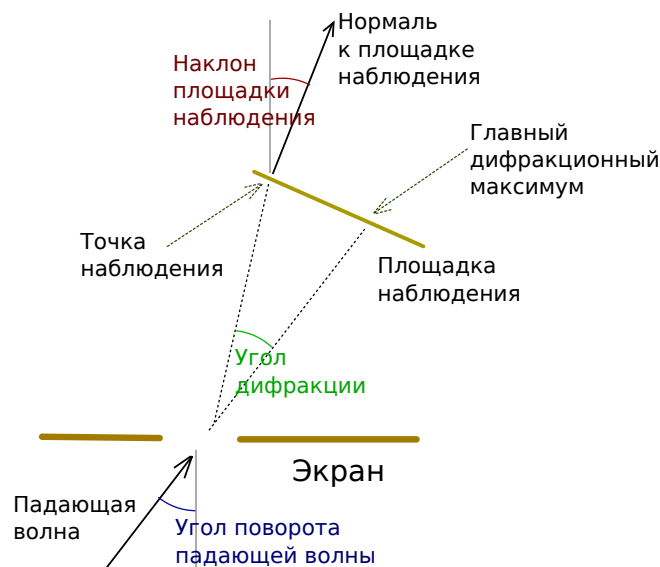 Нормаль
к площадке
наблюдения
Наклон
площадки
наблюдения
Главный
дифракционный
максимум
Точка
наблюдения
Площадка
наблюдения
Угол
дифракции
Экран
Падающая
волна
Угол поворота
падающей волны